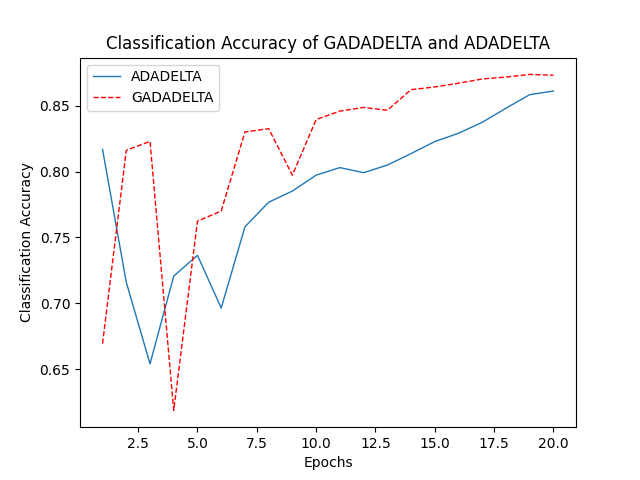 Classification Accuracy of GADADELTA and ADADELTA
ADADELTA
GADADELTA
Classification Accuracy
0.85
0.80
0.75
0.70
0.65
2.5 5.0 7.5 10.0 12.5 15.0 17.5 20.0
Epochs